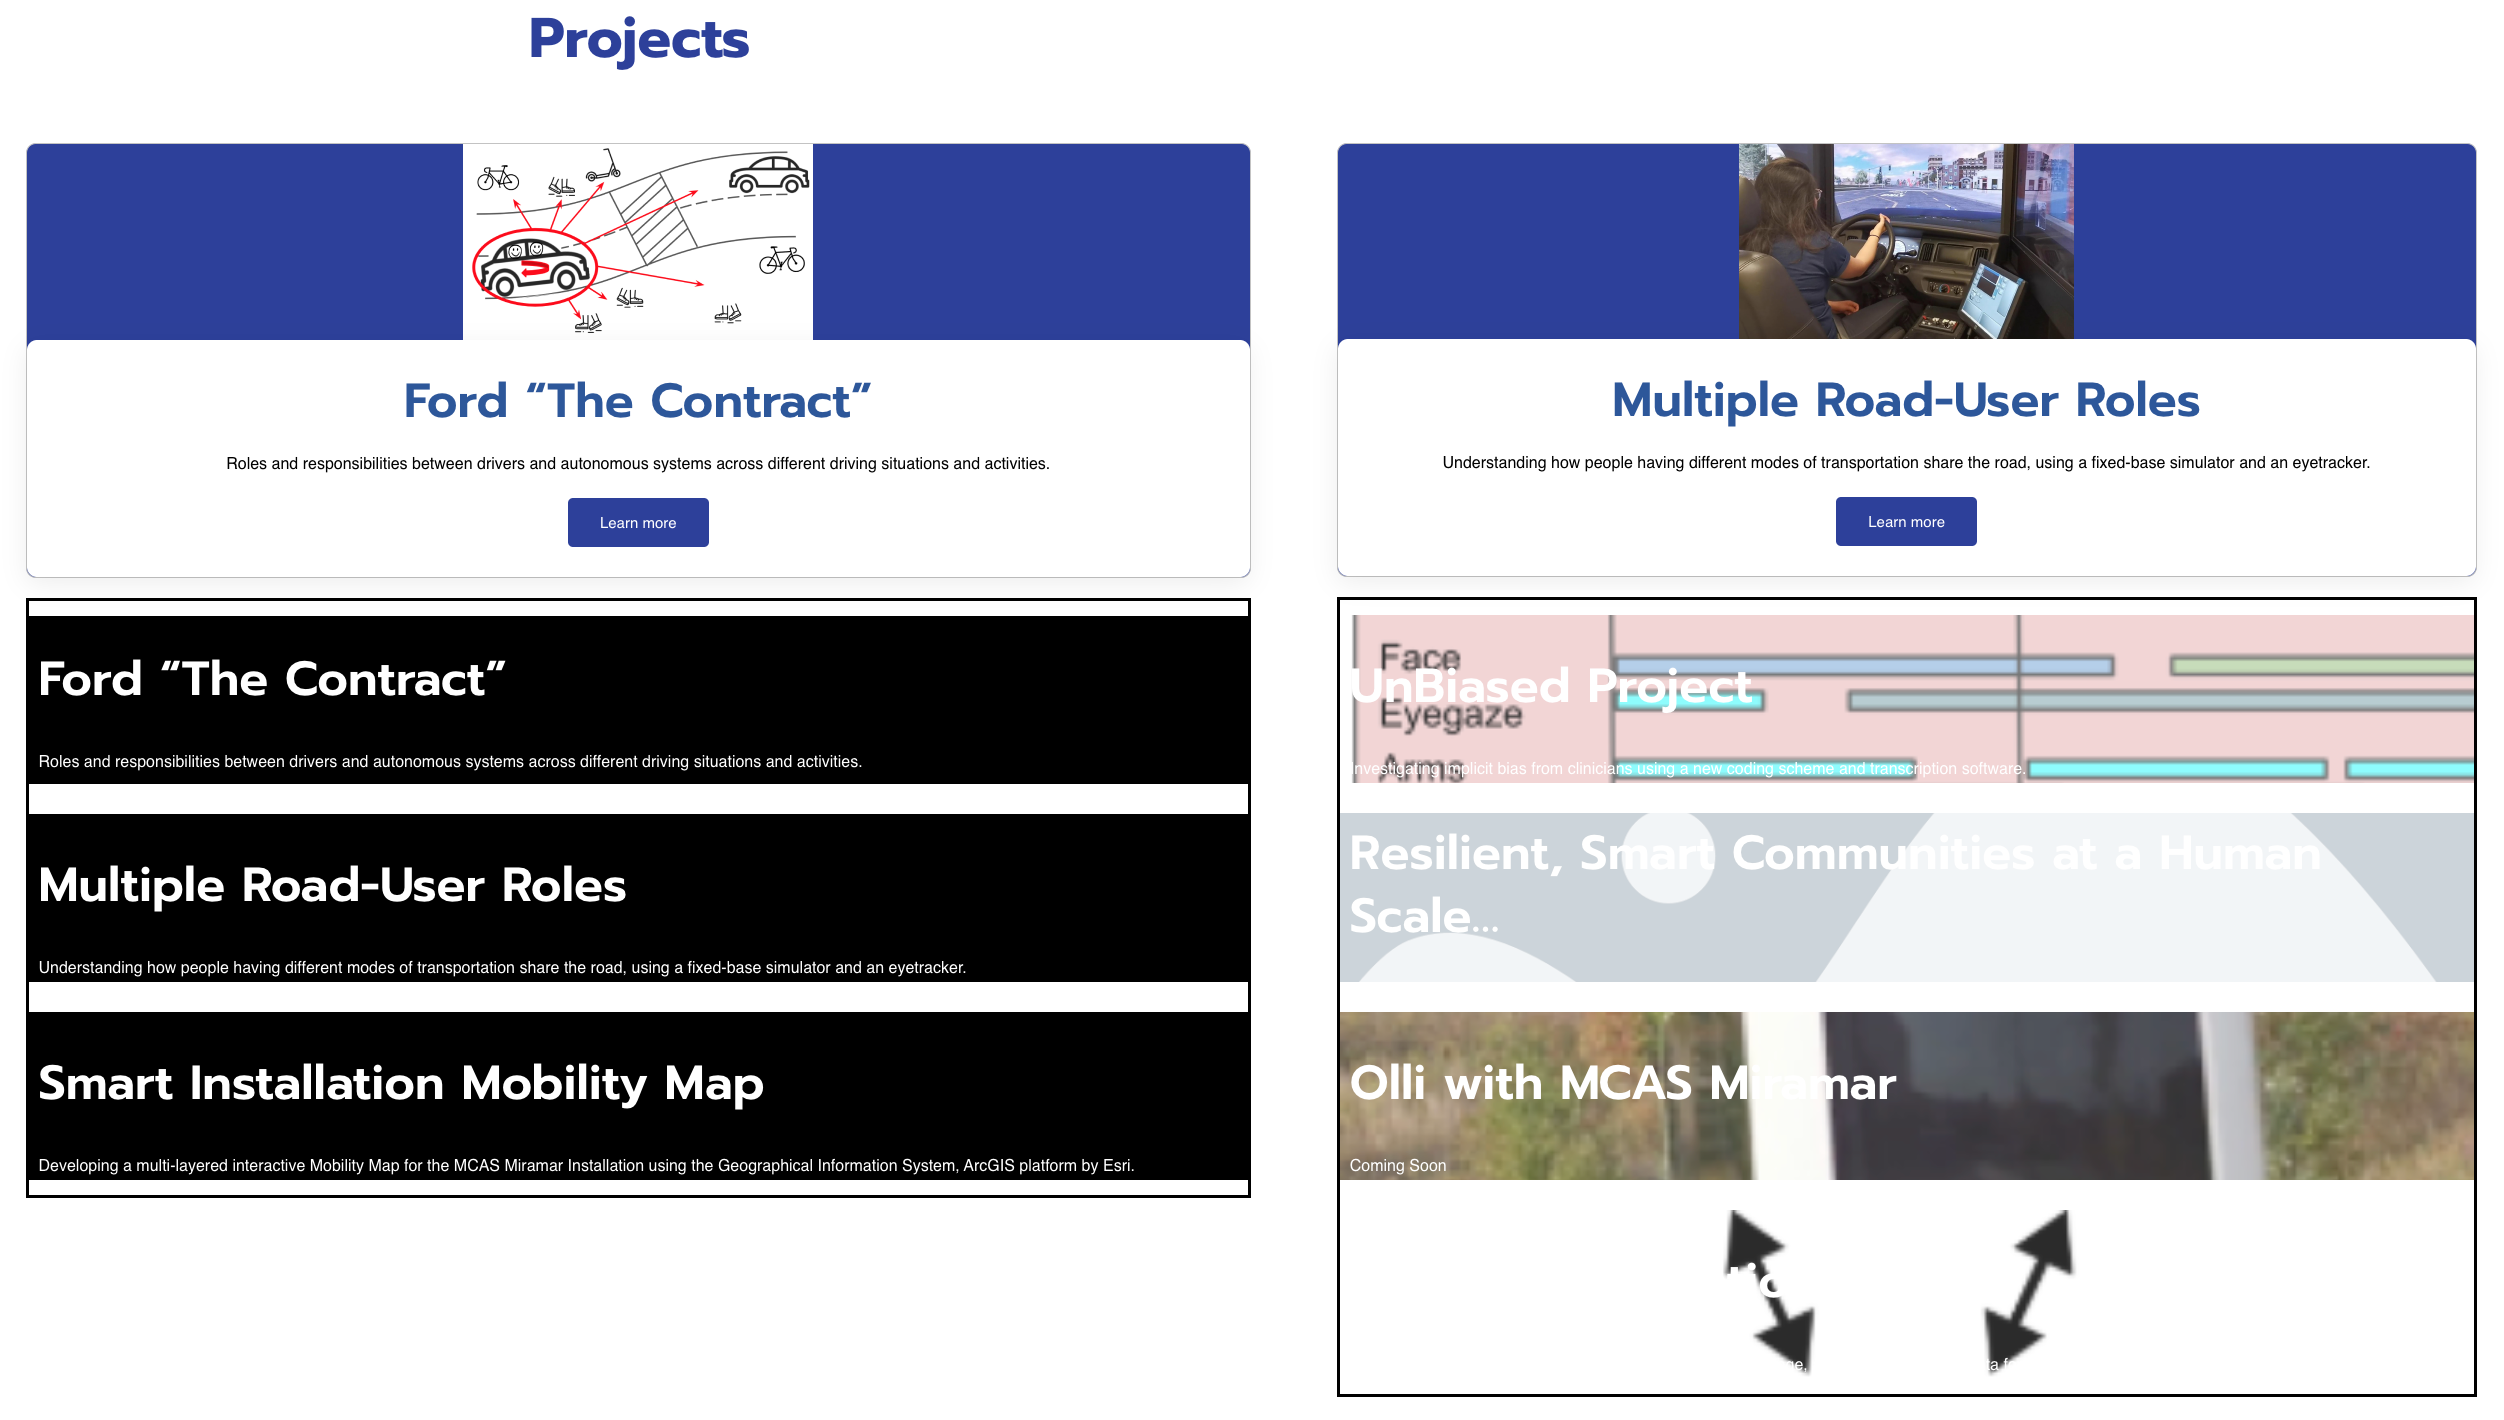 Projects
Ford “The Contract”
Roles and responsibilities between drivers and autonomous systems across different driving situations and activities.
Learn more
Multiple Road-User Roles
Understanding how people having different modes of transportation share the road, using a fixed-base simulator and an eyetracker.
Learn more
Ford “The Contract”
Roles and responsibilities between drivers and autonomous systems across different driving situations and activities.
Multiple Road-User Roles
Understanding how people having different modes of transportation share the road, using a fixed-base simulator and an eyetracker.
Smart Installation Mobility Map
Developing a multi-layered interactive Mobility Map for the MCAS Miramar Installation using the Geographical Information System, ArcGIS platform by Esri.
Face
UnBiased Project
Eyegaze
Arms
Investigating implicit bias from clinicians using a new coding scheme and transcription software.
Resilient, Smart Communities at a Human
Scale...
Olli with MCAS Miramar
Coming Soon